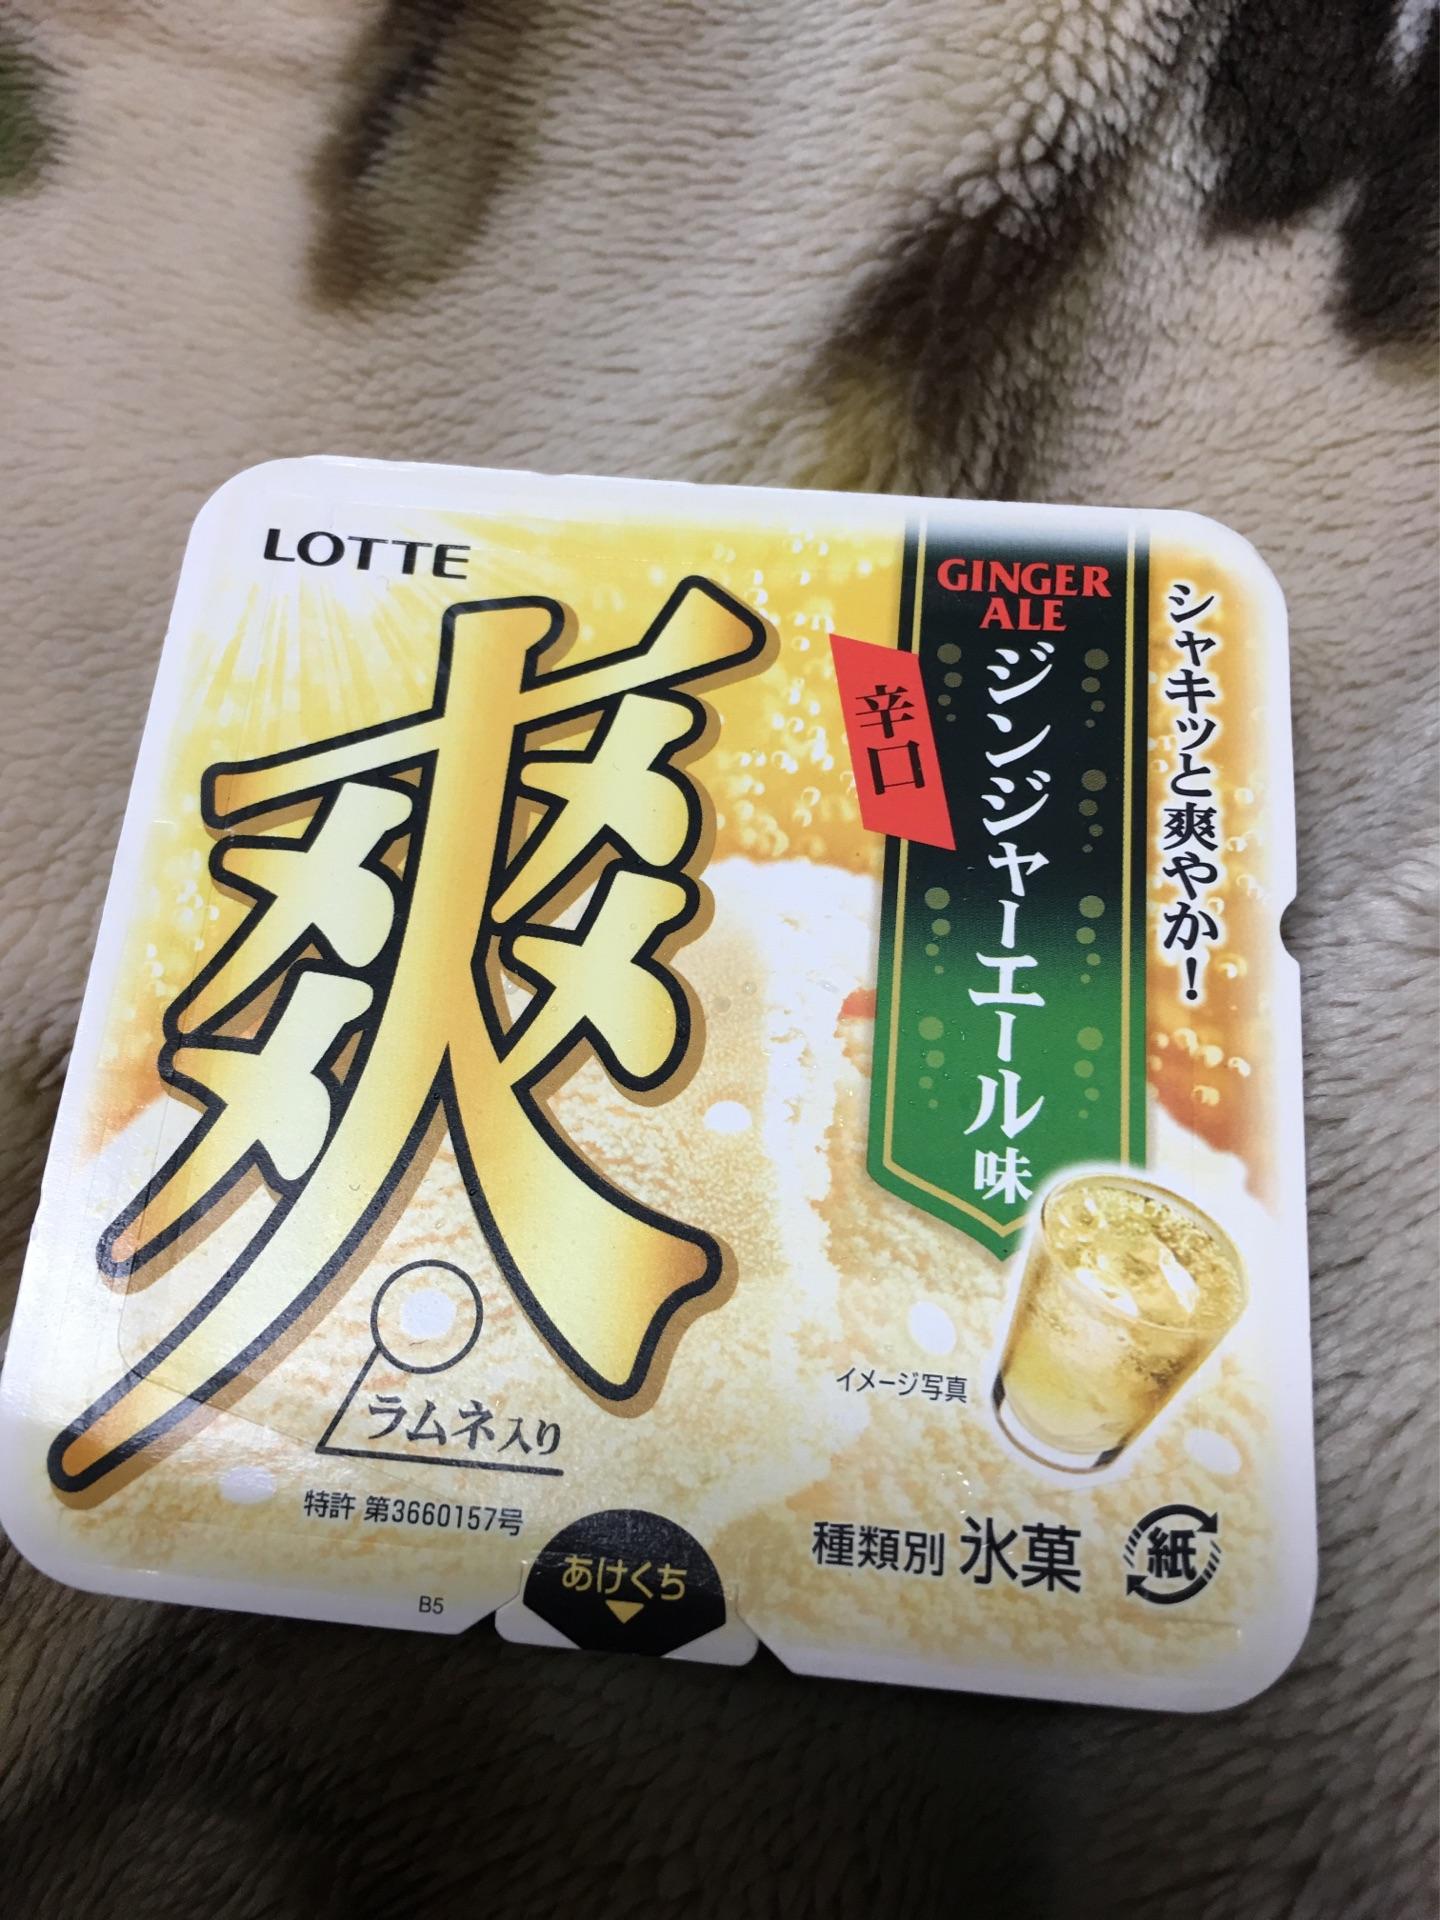 LOTTE
爽
GINGER
ALE
ジンジャーエール味
辛口
シャキッと爽やか!
ラムネ入り
イメージ写真
特許 第3660157号
種類別 氷菓
紙
あけくち
B5